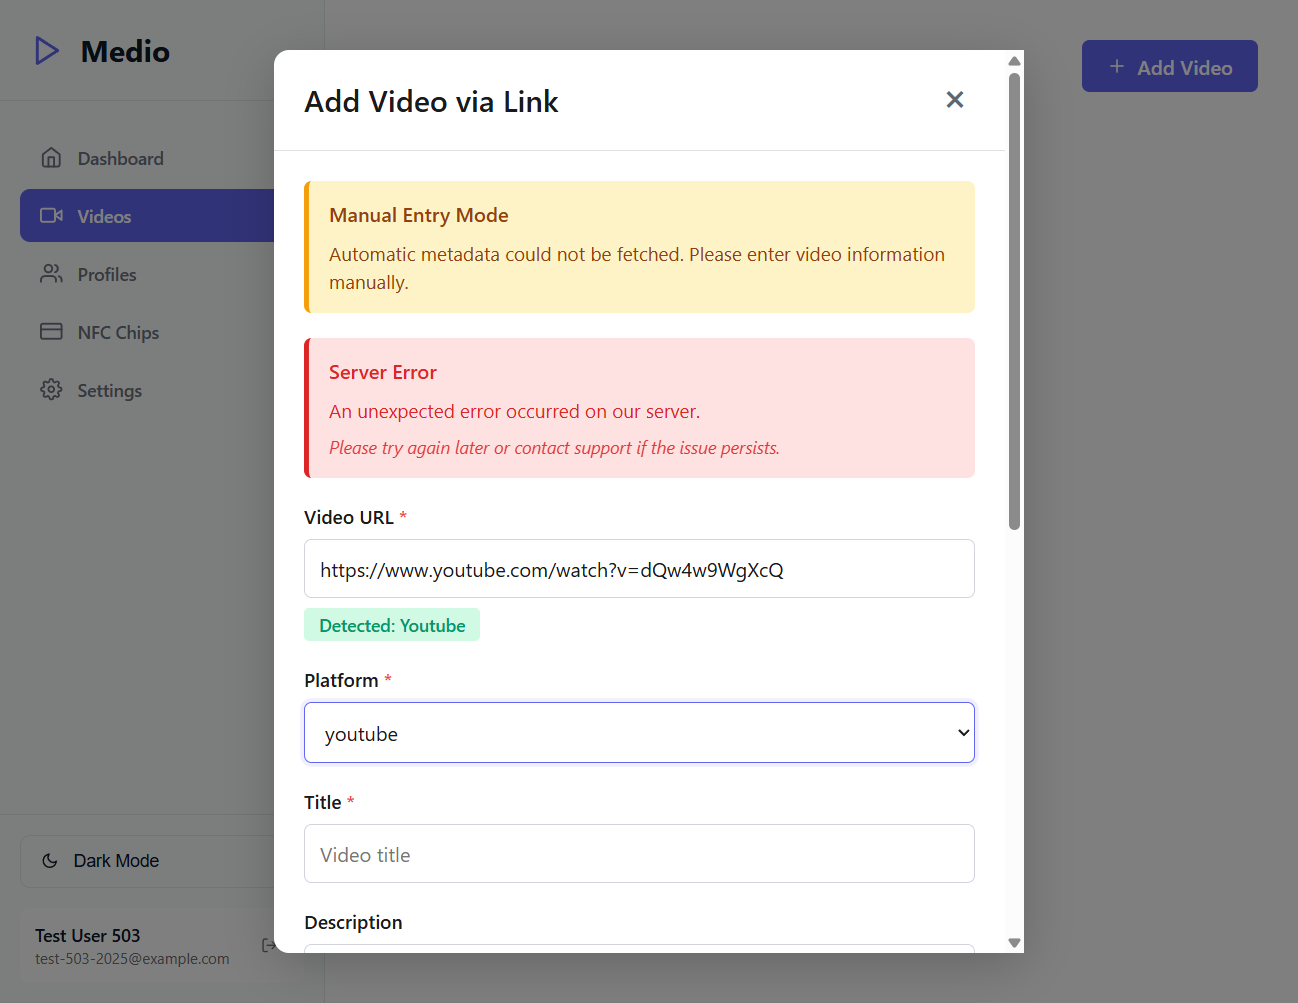 Medio
Dashboard
Videos
Profiles
NFC Chips
Settings
Dark Mode
Test User 503
test-503-2025@example.com
+ Add Video
Add Video via Link
Manual Entry Mode
Automatic metadata could not be fetched. Please enter video information
manually.
Server Error
An unexpected error occurred on our server.
Please try again later or contact support if the issue persists.
Video URL *
https://www.youtube.com/watch?v=dQw4w9WgXcQ
Detected: Youtube
Platform *
youtube
Title *
Video title
Description